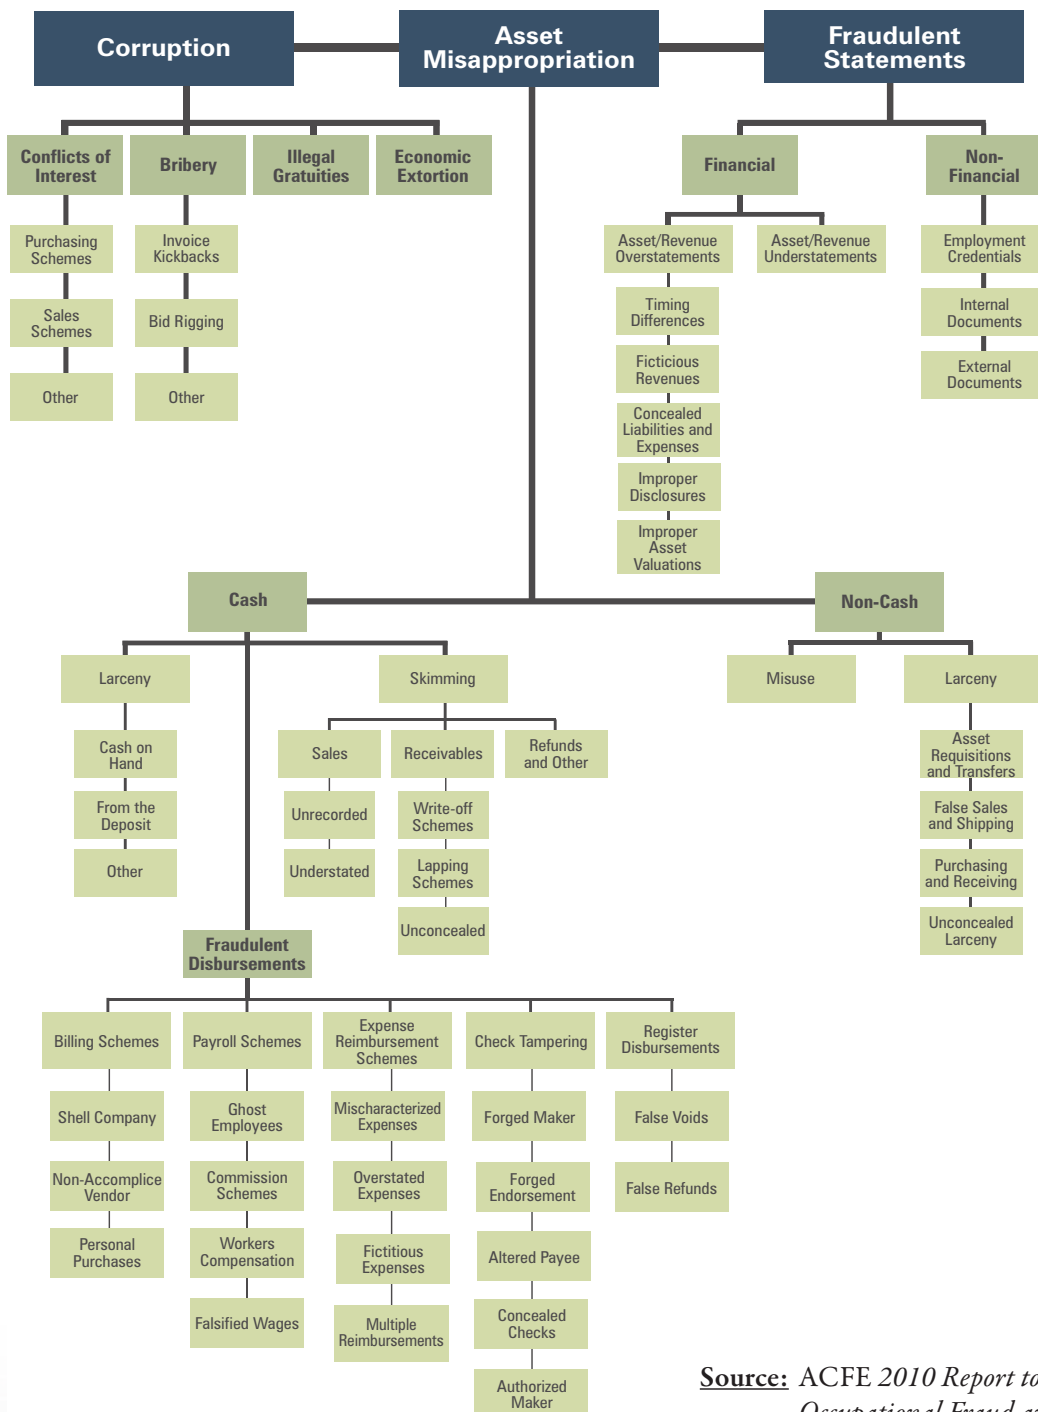 Corruption
Asset
Misappropriation
Fraudulent
Statements
Conflicts of
Interest
Bribery
Illegal
Gratuities
Economic
Extortion
Financial
Non-
Financial
Purchasing
Schemes
Invoice
Kickbacks
Asset/Revenue
Overstatements
Asset/Revenue
Understatements
Employment
Credentials
Sales
Schemes
Bid Rigging
Timing
Differences
Internal
Documents
Other
Other
Ficticious
Revenues
External
Documents
Concealed
Liabilities and
Expenses
Improper
Disclosures
Improper
Asset
Valuations
Cash
Non-Cash
Larceny
Skimming
Misuse
Larceny
Cash on
Hand
Sales
Receivables
Refunds
and Other
Asset
Requisitions
and Transfers
From the
Deposit
Unrecorded
Write-off
Schemes
False Sales
and Shipping
Other
Understated
Lapping
Schemes
Purchasing
and Receiving
Unconcealed
Unconcealed
Larceny
Fraudulent
Disbursements
Billing Schemes
Payroll Schemes
Expense
Reimbursement
Schemes
Check Tampering
Register
Disbursements
Shell Company
Ghost
Employees
Mischaracterized
Expenses
Forged Maker
False Voids
Non-Accomplice
Vendor
Commission
Schemes
Overstated
Expenses
Forged
Endorsement
False Refunds
Personal
Purchases
Workers
Compensation
Fictitious
Expenses
Altered Payee
Falsified Wages
Multiple
Reimbursements
Concealed
Checks
Authorized
Maker
Source: ACFE 2010 Report to
Occupational Fraud